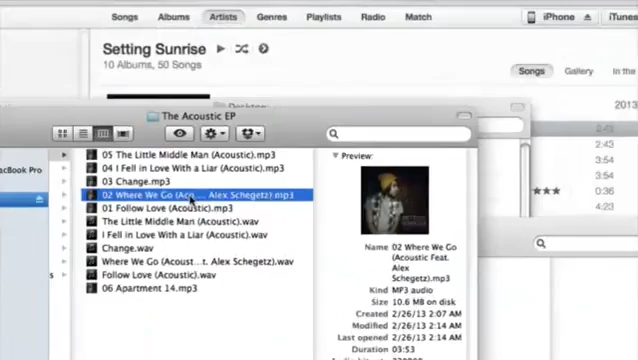 Songs Albums Artists Genres Playlists Radio Match iPhone iTunes
Setting Sunrise
10 Albums, 50 Songs
Songs Gallery In the
Desktop
2013
The Acoustic EP
2:43
acBook Pro
05 The Little Middle Man (Acoustic).mp3
Preview:
3:54
04 I Fell in Love With a Liar (Acoustic).mp3
3:54
03 Change.mp3
2:43
02 Where We Go (Aco... Alex Schegetz).mp3
★★★ 0:36
01 Follow Love (Acoustic).mp3
The Little Middle Man (Acoustic).wav
I Fell in Love With a Liar (Acoustic).wav
Change.wav
Where We Go (Acoust...t. Alex Schegetz).wav
s Follow Love (Acoustic).wav
06 Apartment 14.mp3
Name 02 Where We Go
(Acoustic Feat.
Alex
Schegetz).mp3
Kind MP3 audio
Size 10.6 MB on disk
Created 2/26/13 2:07 AM
Modified 2/26/13 2:14 AM
Last opened 2/26/13 2:14 AM
Duration 03:53